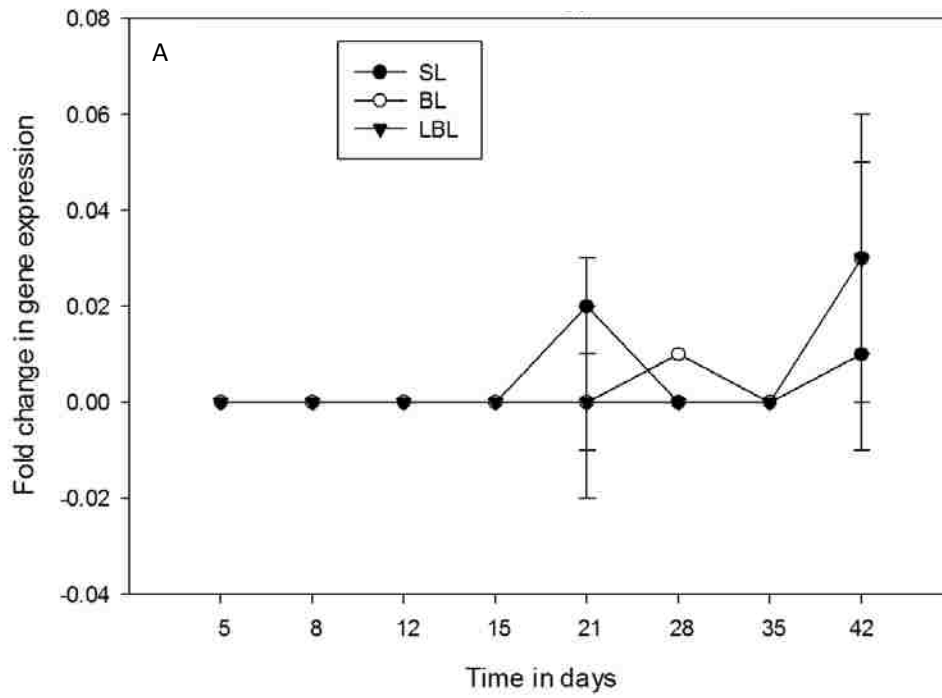 A
SL
BL
LBL
Fold change in gene expression
0.08
0.06
0.04
0.02
0.00
-0.02
-0.04
5 8 12 15 21 28 35 42
Time in days